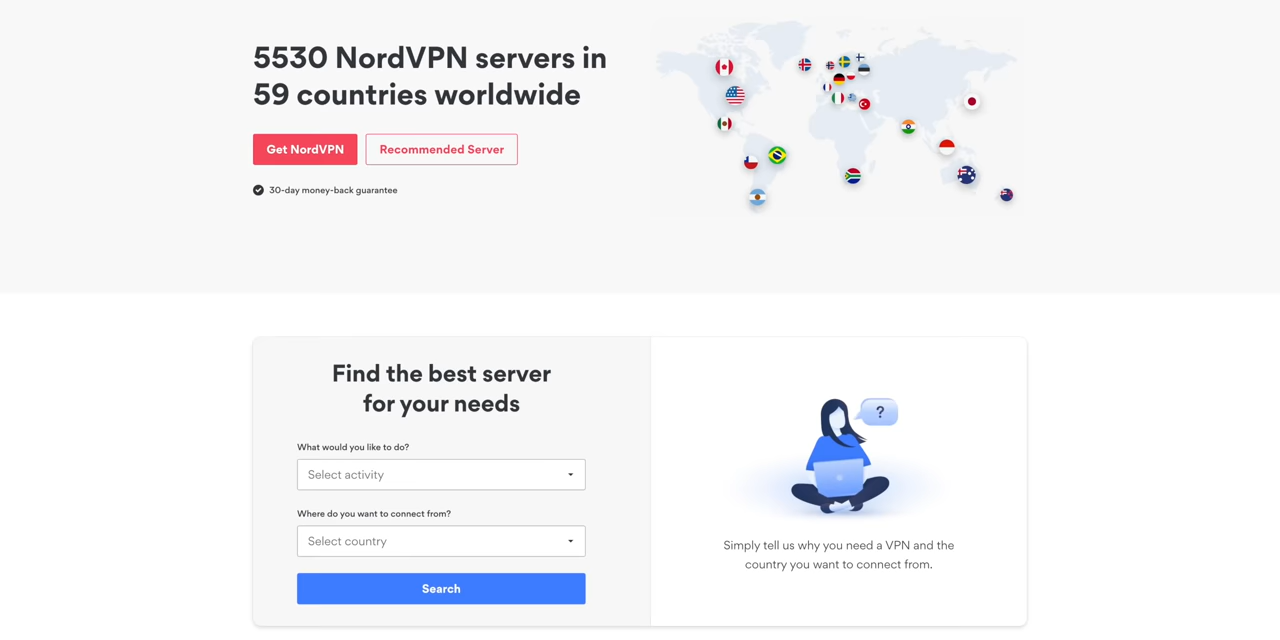 5530 NordVPN servers in
59 countries worldwide
Get NordVPN
Recommended Server
30-day money-back guarantee
Find the best server
for your needs
What would you like to do?
Select activity
Where do you want to connect from?
Select country
Search
?
Simply tell us why you need a VPN and the
country you want to connect from.